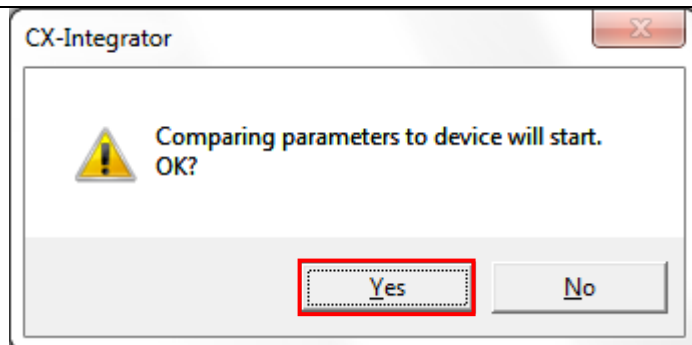 CX-Integrator
Comparing parameters to device will start.
OK?
Yes
No